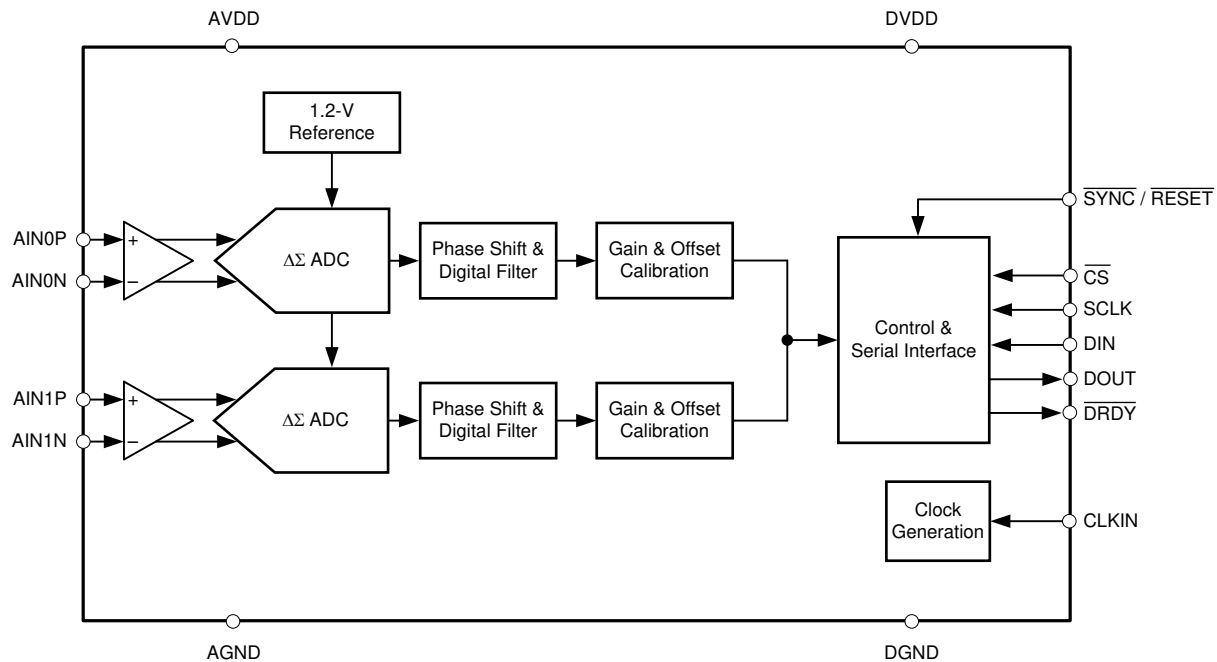 AVDD
DVDD
1.2-V
Reference
SYNC / RESET
AIN0P
+
ΔΣ ADC
Phase Shift &
Digital Filter
Gain & Offset
Calibration
AIN0N
−
CS
SCLK
Control &
Serial Interface
DIN
DOUT
DRDY
AIN1P
+
ΔΣ ADC
Phase Shift &
Digital Filter
Gain & Offset
Calibration
AIN1N
−
Clock
Generation
CLKIN
AGND
DGND